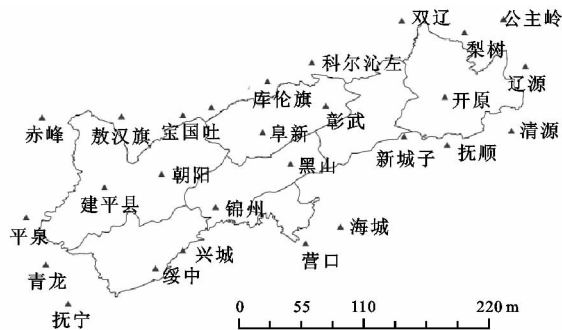 双辽
公主岭
梨树
科尔沁左
辽源
库伦旗
开原
彰武
赤峰
敖汉旗
宝国吐
阜新
清源
新城子
抚顺
黑山
朝阳
建平县
锦州
平泉
海城
兴城
营口
青龙
绥中
抚宁
0 55 110 220 m